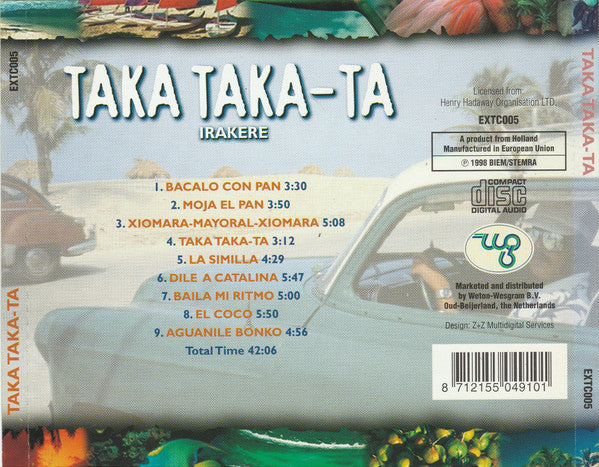 EXTC005
TAKA TAKA-TA
IRAKERE
1. BACALO CON PAN 3:30
2. MOJA EL PAN 3:50
3. XIOMARA-MAYORAL-XIOMARA 5:08
4. TAKA TAKA-TA 3:12
5. LA SIMILLA 4:29
6. DILE A CATALINA 5:47
7. BAILA MI RITMO 5:00
8. EL COCO 5:50
9. AGUANILE BONKO 4:56
Total Time 42:06
TAKA TAKA-TA
Licensed from:
Henry Hadaway Organisation LTD.
EXTC005
A product from Holland
Manufactured in European Union
℗ 1998 BIEM/STEMRA
COMPACT
disc
DIGITAL AUDIO
Marketed and distributed
by Weton-Wesgram B.V.
Oud-Beijerland, the Netherlands
Design: Z+Z Multidigital Services
8 712155 049101
TAKA TAKA-TA
EXTC005